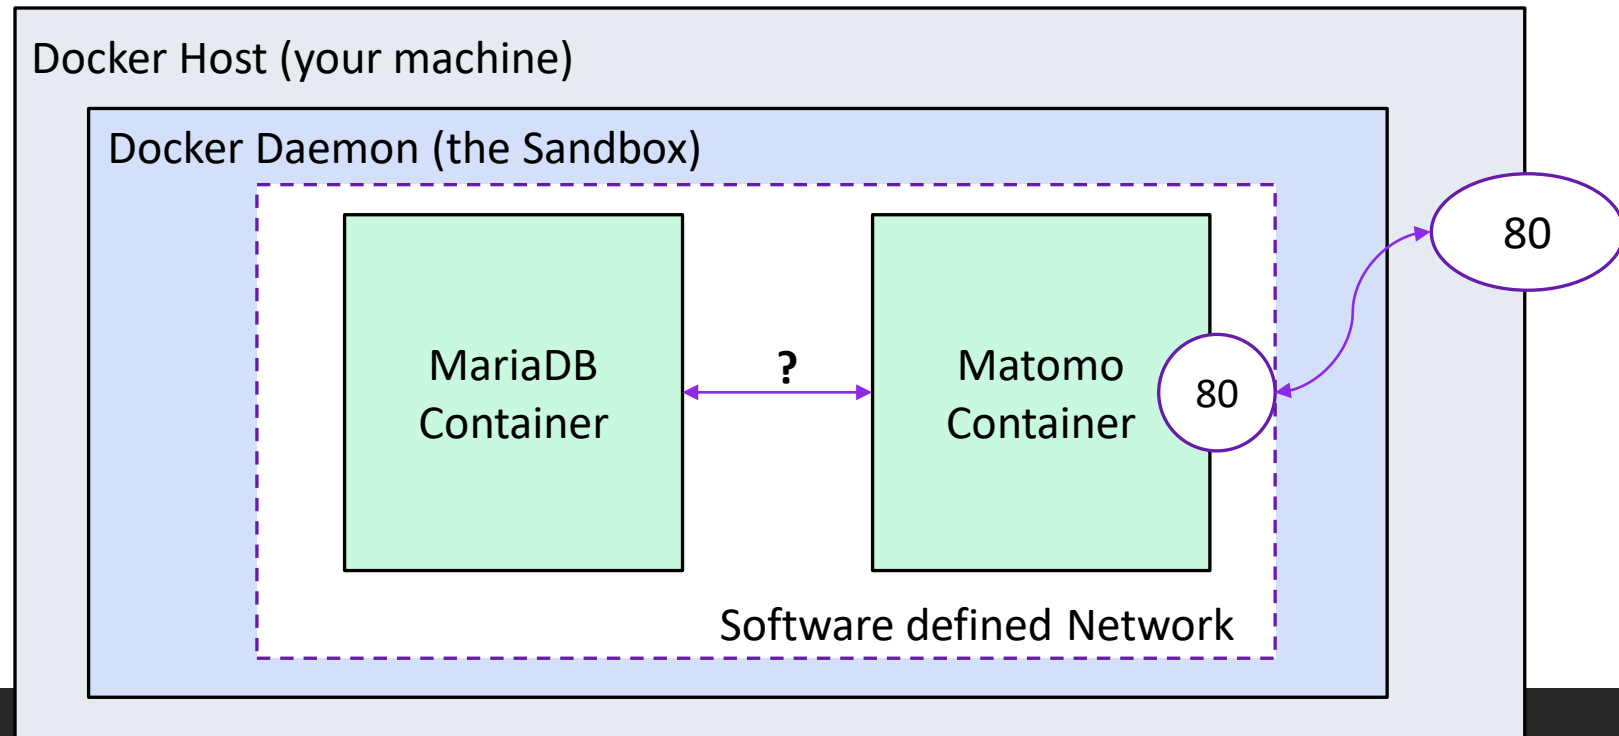 Docker Host (your machine)
Docker Daemon (the Sandbox)
80
MariaDB
Container
?
Matomo
Container
80
Software defined Network